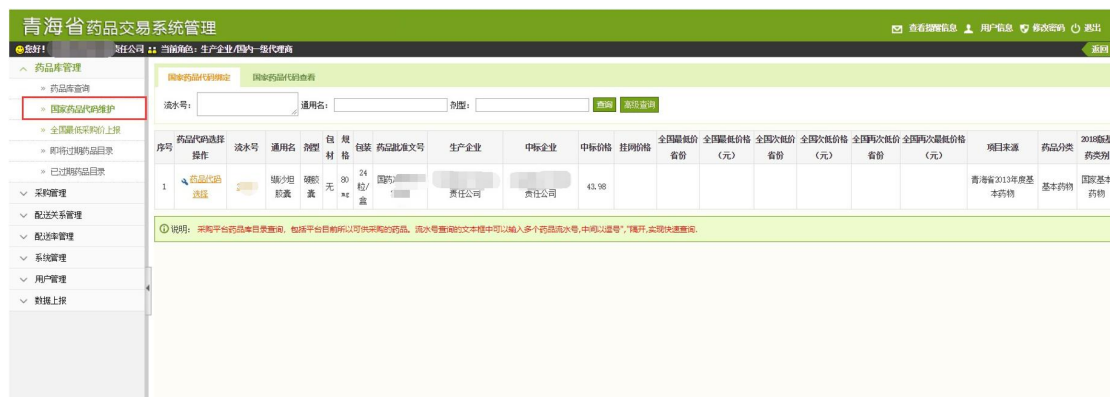 青海省药品交易系统管理
查看提醒信息 用户信息 修改密码 退出
您好! 责任公司 当前角色: 生产企业/国内一级代理商
返回
药品库管理
» 药品库查询
» 国家药品代码维护
» 全国最低采购价上报
» 即将过期药品目录
» 已过期药品目录
采购管理
配送关系管理
配送率管理
系统管理
用户管理
数据上报
国家药品代码绑定 国家药品代码查看
流水号: 通用名: 剂型: 查询 高级查询
序号 药品代码选择操作 流水号 通用名 剂型 包材 规格 包装 药品批准文号 生产企业 中标企业 中标价格 挂网价格 全国最低价省份 全国最低价格(元) 全国次低价省份 全国次低价格(元) 全国再次低价省份 全国再次最低价格(元) 项目来源 药品分类 2018版基药类别
1 药品代码选择 缬沙坦胶囊 硬胶囊 无 80mg 24粒/盒 国药 责任公司 责任公司 43.98 青海省2013年度基本药物 基本药物 国家基本药物
说明: 采购平台药品库目录查询, 包括平台目前所以可供采购的药品。流水号查询的文本框中可以输入多个药品流水号,中间以逗号","隔开,实现快速查询.